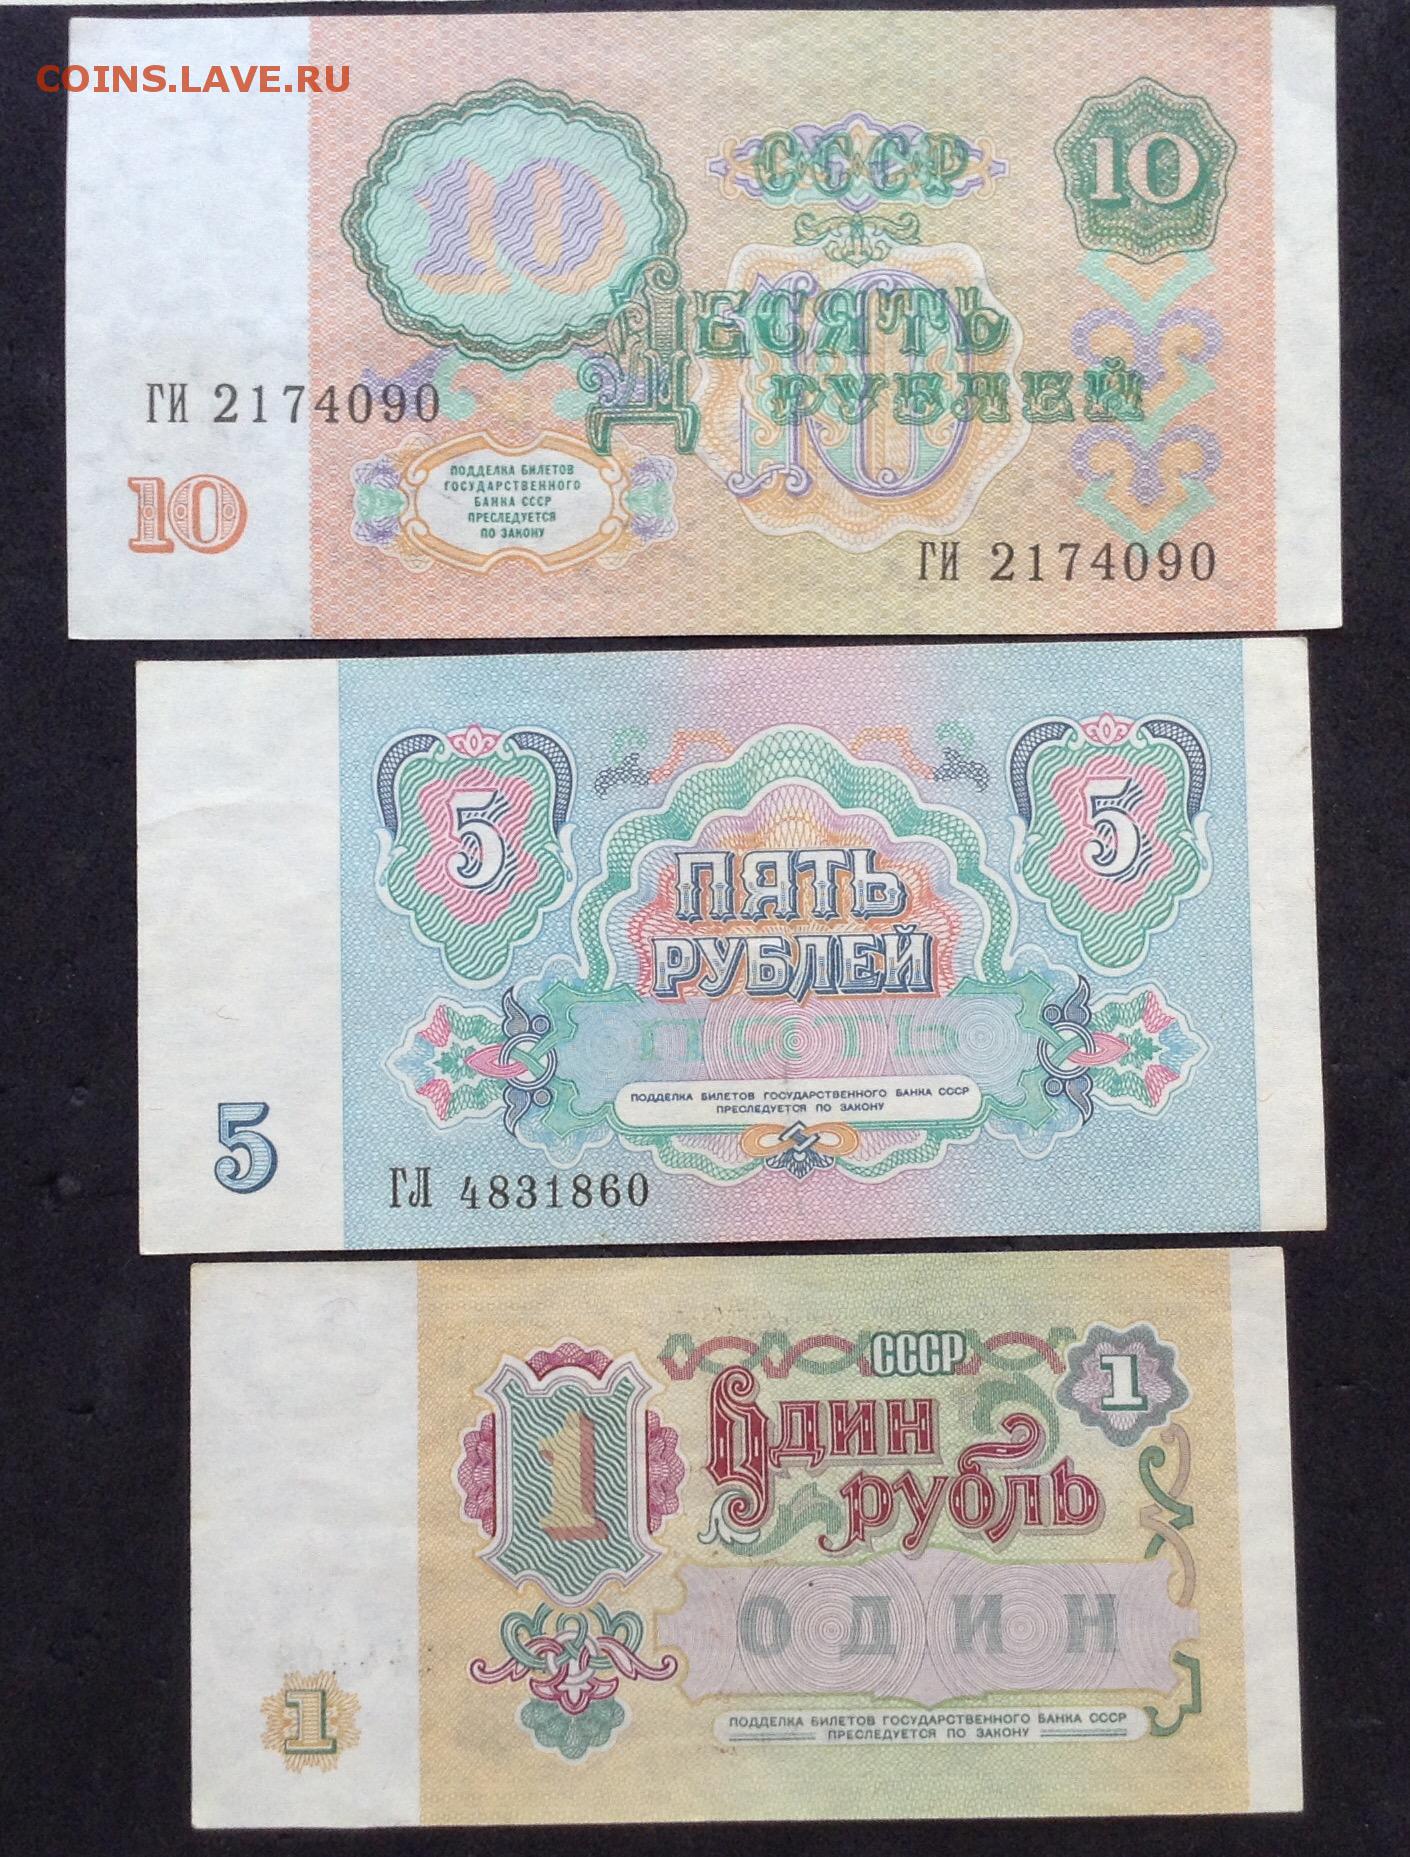 COINS.LAVE.RU
10
СССР
10
10
ДЕСЯТЬ
РУБЛЕЙ
ГИ 2174090
ПОДДЕЛКА БИЛЕТОВ
ГОСУДАРСТВЕННОГО
БАНКА СССР
ПРЕСЛЕДУЕТСЯ
ПО ЗАКОНУ
10
ГИ 2174090
5
5
ПЯТЬ
РУБЛЕЙ
ПЯТЬ
ПОДДЕЛКА БИЛЕТОВ ГОСУДАРСТВЕННОГО БАНКА СССР
ПРЕСЛЕДУЕТСЯ ПО ЗАКОНУ
5
ГЛ 4831860
СССР
1
1
Один
рубль
ОДИН
1
ПОДДЕЛКА БИЛЕТОВ ГОСУДАРСТВЕННОГО БАНКА СССР
ПРЕСЛЕДУЕТСЯ ПО ЗАКОНУ